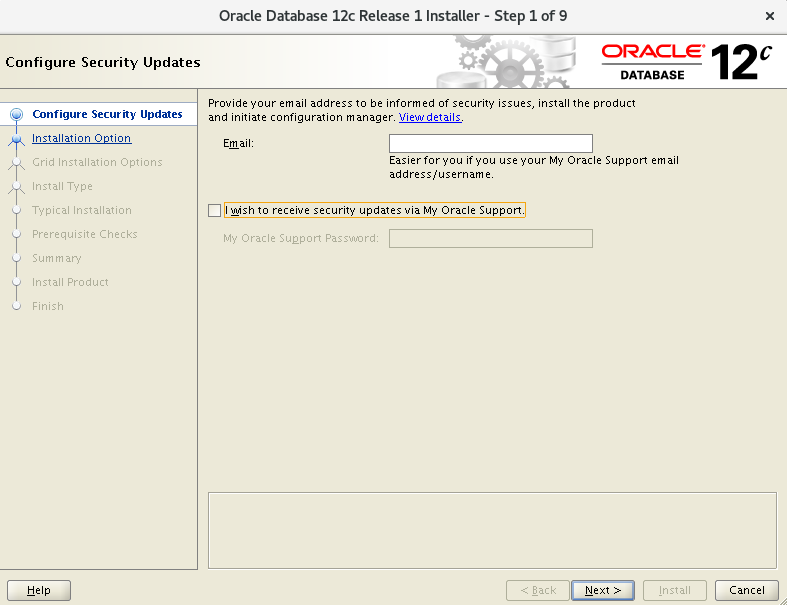 Oracle Database 12c Release 1 Installer - Step 1 of 9
Configure Security Updates
ORACLE®
DATABASE
12c
Configure Security Updates
Installation Option
Grid Installation Options
Install Type
Typical Installation
Prerequisite Checks
Summary
Install Product
Finish
Provide your email address to be informed of security issues, install the product
and initiate configuration manager. View details.
Email:
Easier for you if you use your My Oracle Support email
address/username.
I wish to receive security updates via My Oracle Support.
My Oracle Support Password:
Help
< Back
Next >
Install
Cancel